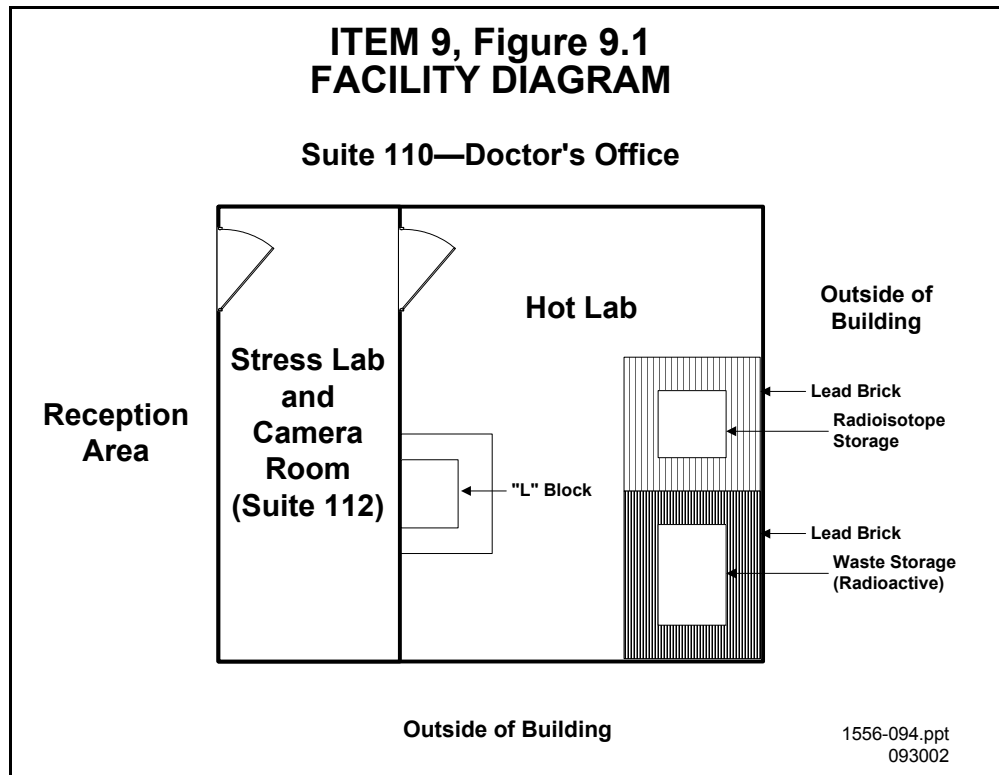 ITEM 9, Figure 9.1
FACILITY DIAGRAM
Suite 110—Doctor's Office
Hot Lab
Outside of
Building
Stress Lab
and
Camera
Room
(Suite 112)
Reception
Area
Lead Brick
Radioisotope
Storage
"L" Block
Lead Brick
Waste Storage
(Radioactive)
Outside of Building
1556-094.ppt
093002